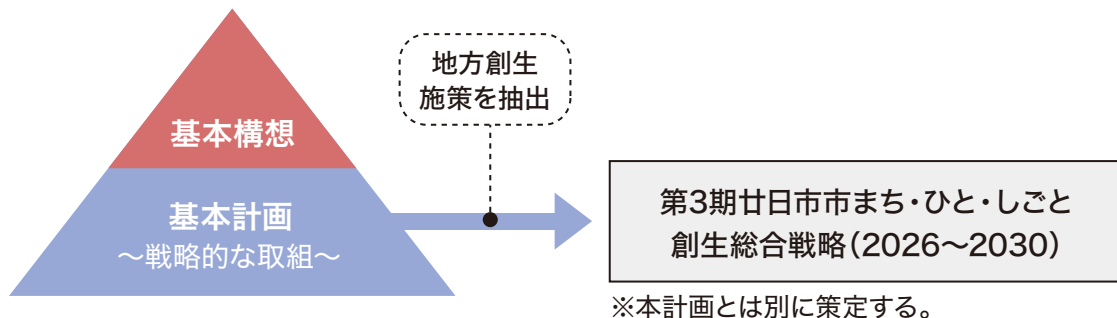 地方創生
施策を抽出
基本構想
基本計画
～戦略的な取組～
第3期廿日市市まち・ひと・しごと
創生総合戦略（2026～2030）
※本計画とは別に策定する。